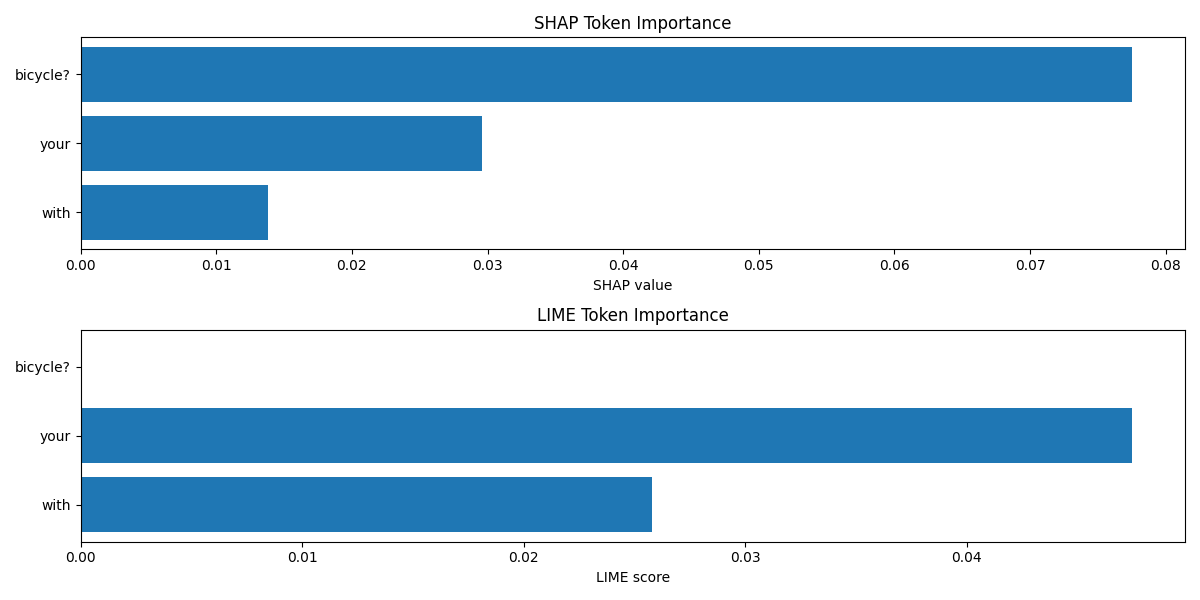 SHAP Token Importance
bicycle?
your
with
0.00 0.01 0.02 0.03 0.04 0.05 0.06 0.07 0.08
SHAP value
LIME Token Importance
bicycle?
your
with
0.00 0.01 0.02 0.03 0.04
LIME score